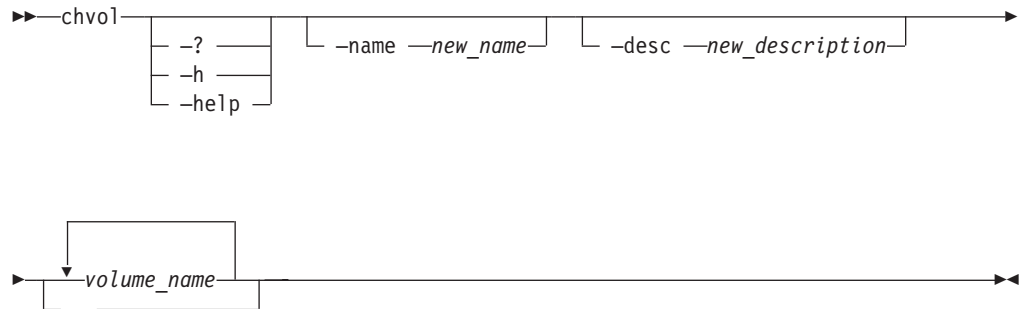 chvol
–?
–h
–help
–name new_name
–desc new_description
volume_name